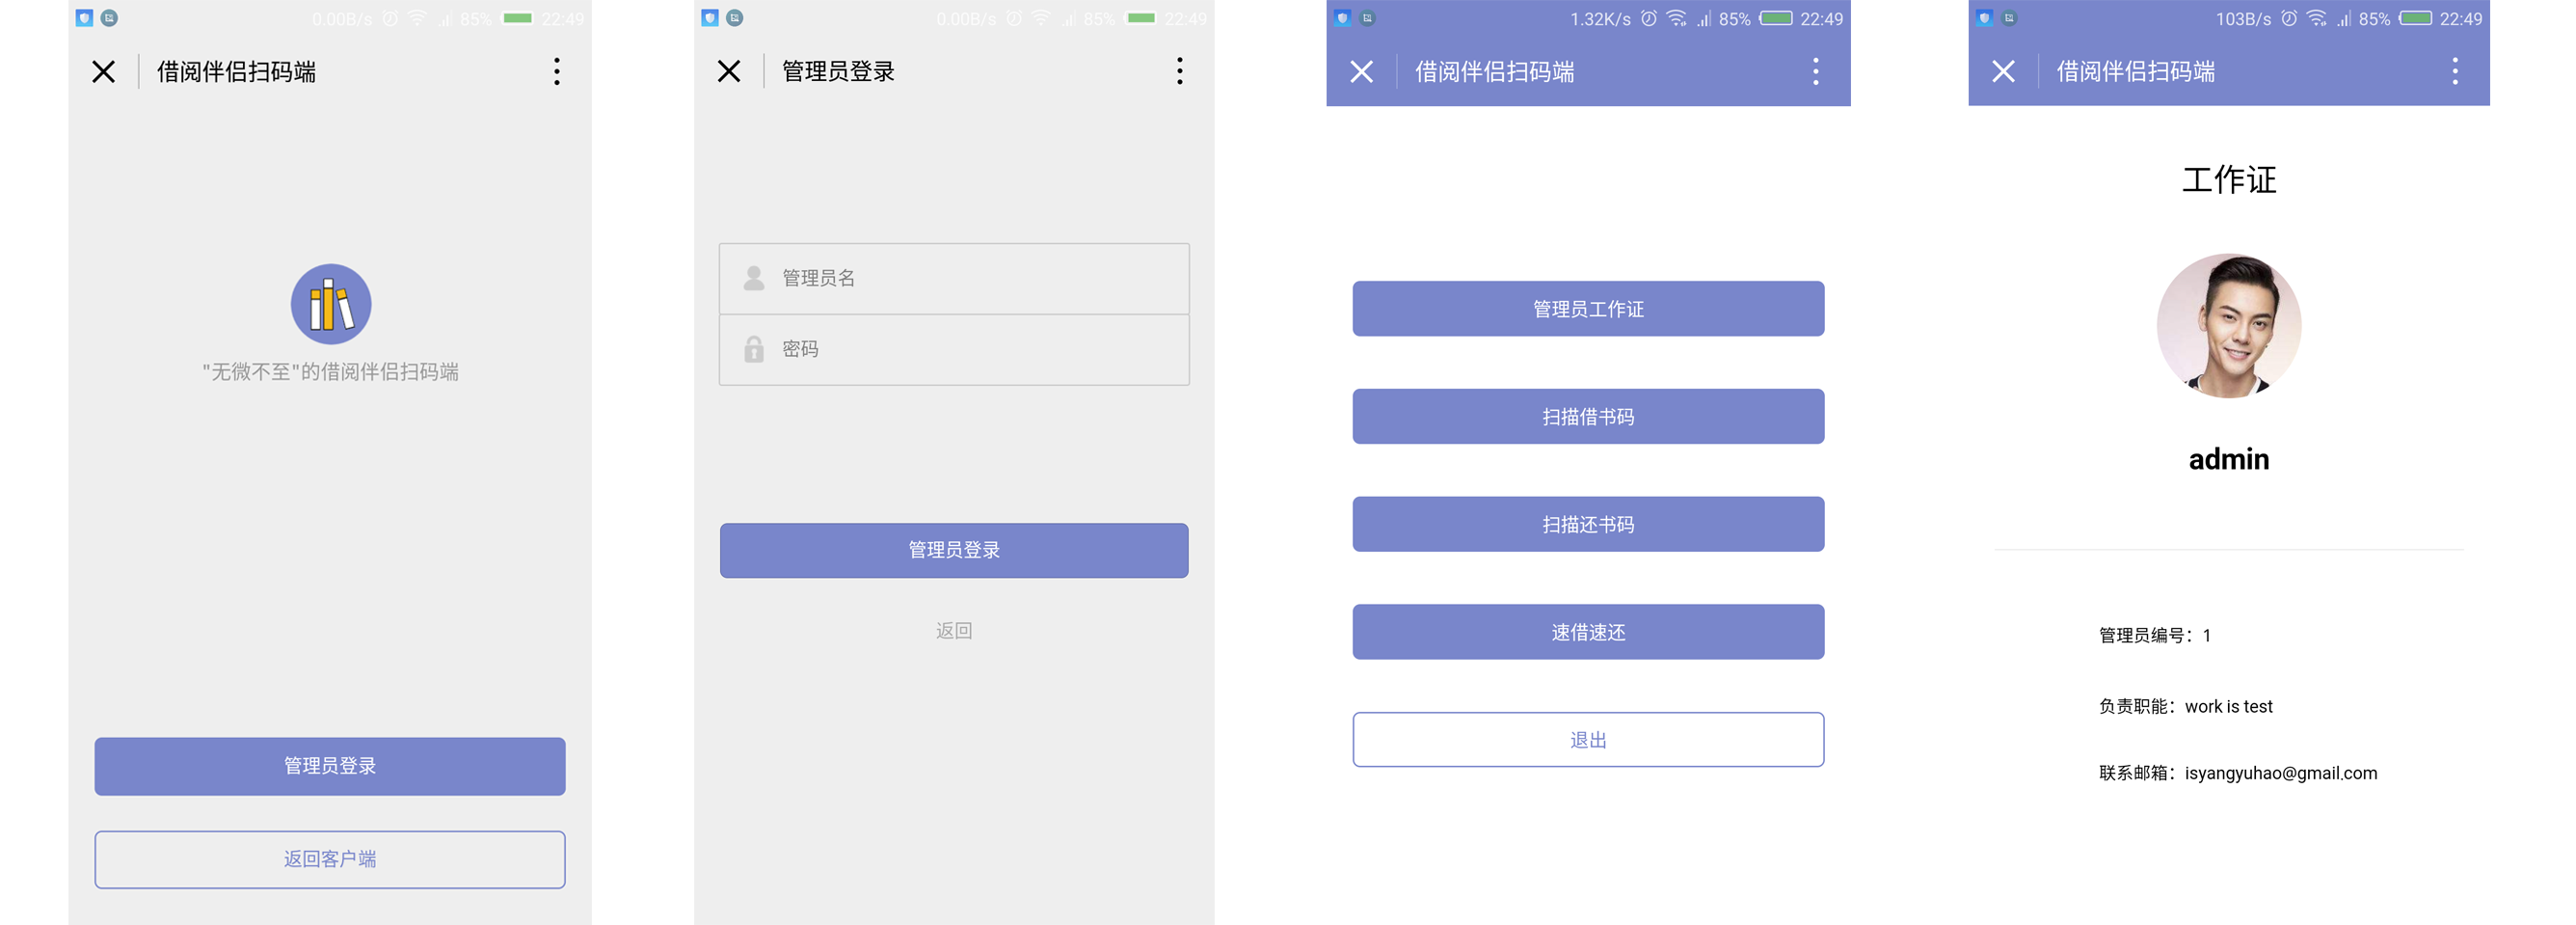 0.00B/s 85% 22:49
借阅伴侣扫码端
"无微不至"的借阅伴侣扫码端
管理员登录
返回客户端
0.00B/s 85% 22:49
管理员登录
管理员名
密码
管理员登录
返回
1.32K/s 85% 22:49
借阅伴侣扫码端
管理员工作证
扫描借书码
扫描还书码
速借速还
退出
103B/s 85% 22:49
借阅伴侣扫码端
工作证
admin
管理员编号：1
负责职能：work is test
联系邮箱：isyangyuhao@gmail.com